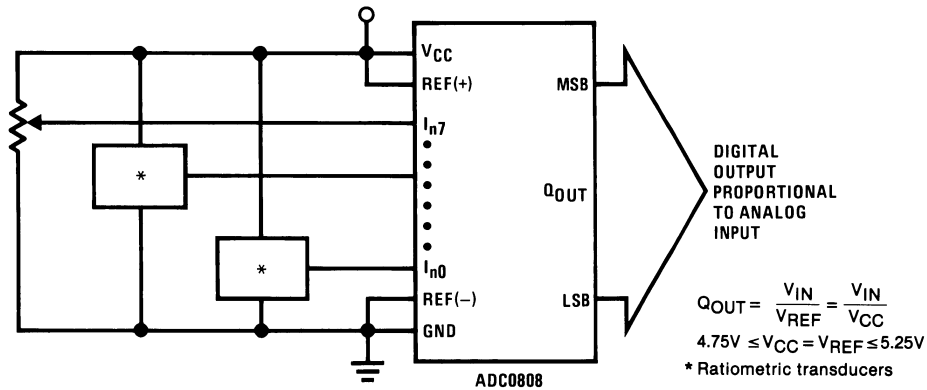 VCC
REF(+)
In7
*
*
In0
REF(−)
GND
MSB
QOUT
LSB
ADC0808
DIGITAL
OUTPUT
PROPORTIONAL
TO ANALOG
INPUT
QOUT = VIN/VREF = VIN/VCC
4.75V ≤ VCC = VREF ≤ 5.25V
* Ratiometric transducers